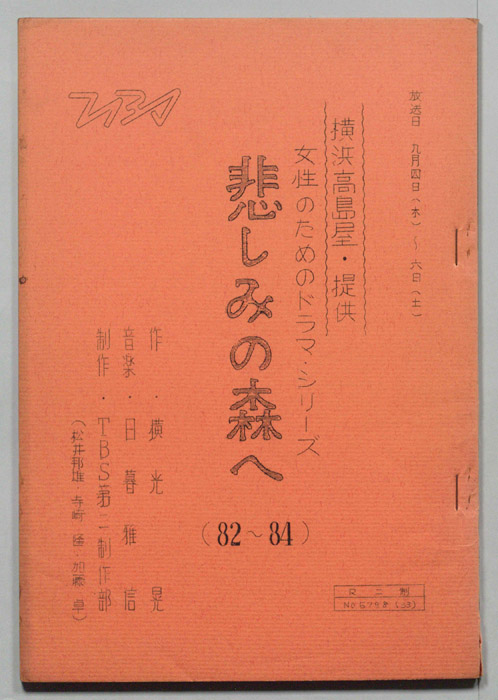 放送日 九月四日(木)〜六日(土)
横浜高島屋・提供
女性のためのドラマ・シリーズ
悲しみの森へ
(82〜84)
作・横光晃
音楽・日暮雅信
制作・TBS第二制作部
TBS